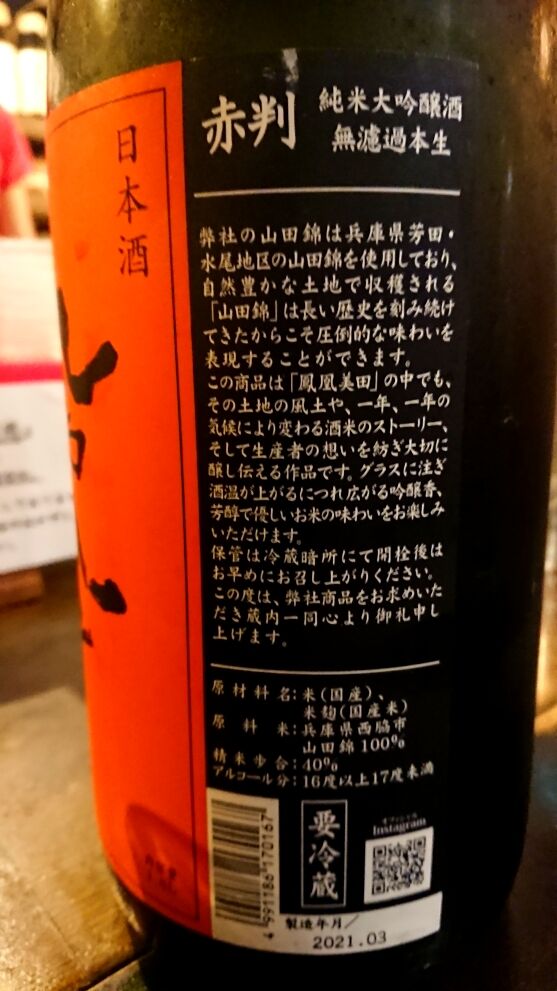 日本酒
赤判
純米大吟醸酒
無濾過本生
弊社の山田錦は兵庫県芳田・
水尾地区の山田錦を使用しており、
自然豊かな土地で収穫される
「山田錦」は長い歴史を刻み続け
てきたからこそ圧倒的な味わいを
表現することができます。
この商品は「鳳凰美田」の中でも、
その土地の風土や、一年、一年の
気候により変わる酒米のストーリー、
そして生産者の想いを紡ぎ大切に
醸し伝える作品です。グラスに注ぎ
酒温が上がるにつれ広がる吟醸香、
芳醇で優しいお米の味わいをお楽しみ
いただけます。
保管は冷蔵暗所にて開栓後は
お早めにお召し上がりください。
この度は、弊社商品をお求めいた
だき蔵内一同心より御礼申し
上げます。
原材料名:米(国産)、
米麹(国産米)
原料米:兵庫県西脇市
山田錦100%
精米歩合:40%
アルコール分:16度以上17度未満
要冷蔵
オフィシャル
Instagram
4991186170167
製造年月/
2021.03